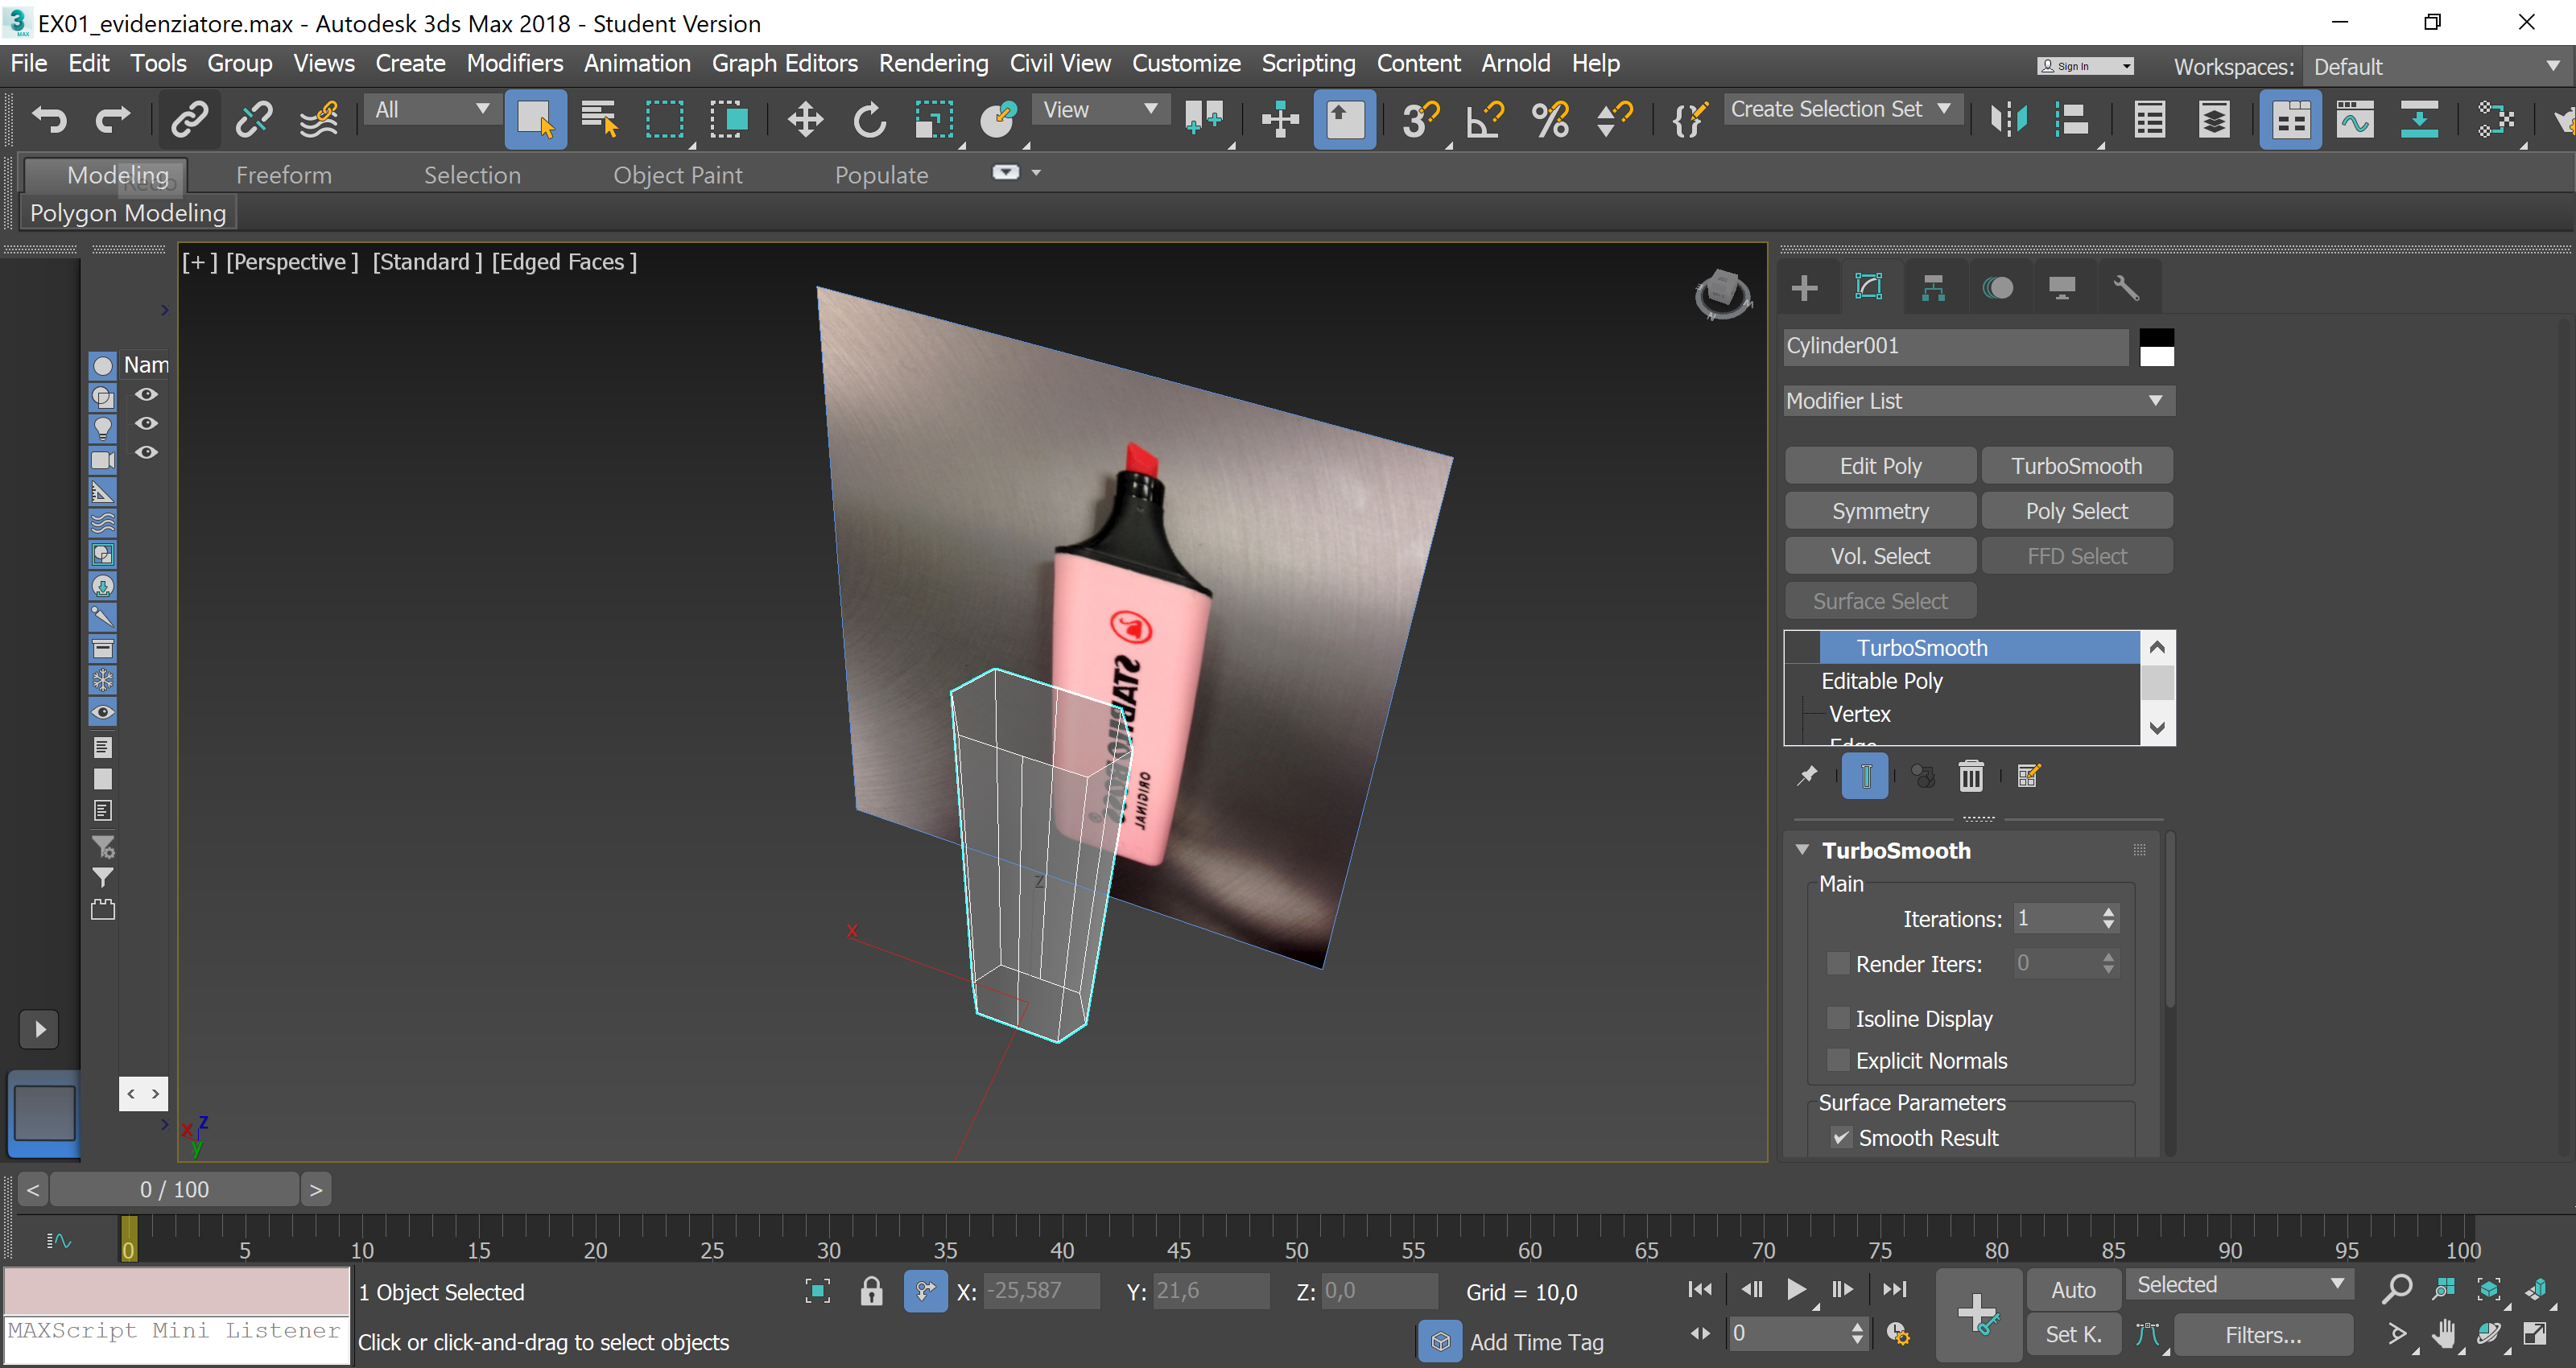 EX01_evidenziatore.max - Autodesk 3ds Max 2018 - Student Version
File Edit Tools Group Views Create Modifiers Animation Graph Editors Rendering Civil View Customize Scripting Content Arnold Help
Sign In
Workspaces: Default
All
View
Create Selection Set
Modeling Freeform Selection Object Paint Populate
Polygon Modeling
[+] [Perspective] [Standard] [Edged Faces]
Nam
Cylinder001
Modifier List
Edit Poly TurboSmooth
Symmetry Poly Select
Vol. Select FFD Select
Surface Select
TurboSmooth
Editable Poly
Vertex
Edge
ORIGINAL
x
z
TurboSmooth
Main
Iterations: 1
Render Iters: 0
Isoline Display
Explicit Normals
Surface Parameters
Smooth Result
x z
y
< 0 / 100 >
0 5 10 15 20 25 30 35 40 45 50 55 60 65 70 75 80 85 90 95 100
1 Object Selected
X: -25,587 Y: 21,6 Z: 0,0 Grid = 10,0
Auto Selected
MAXScript Mini Listener
Click or click-and-drag to select objects
Add Time Tag
0
Set K. Filters...